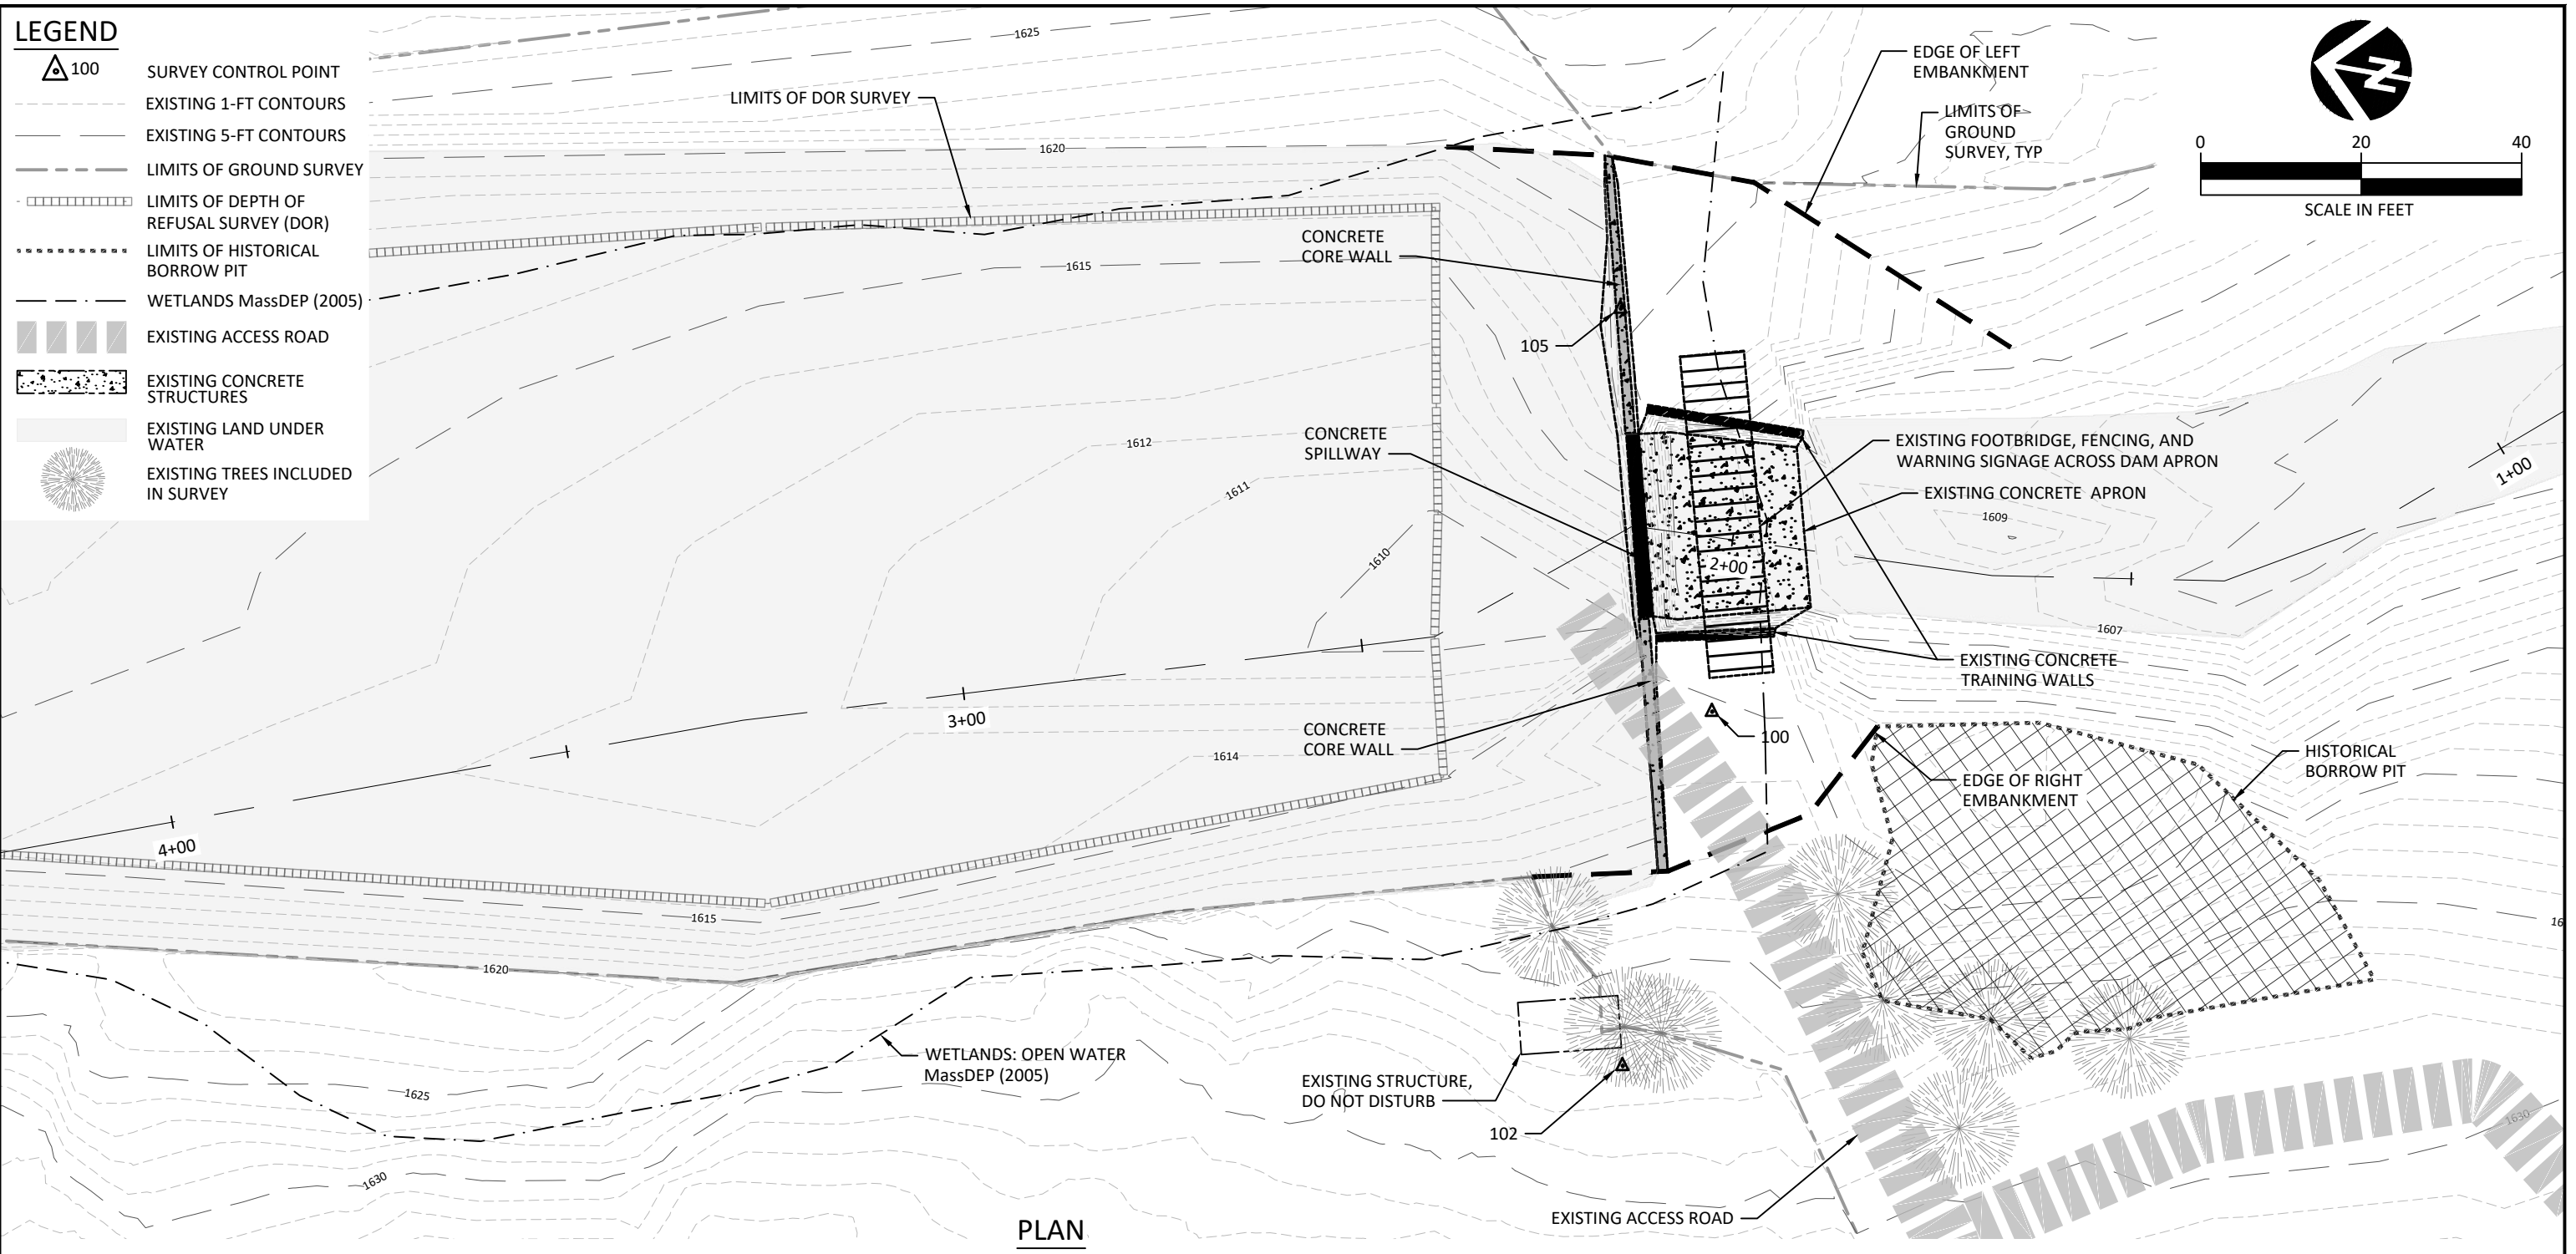 LEGEND
100
SURVEY CONTROL POINT
EXISTING 1-FT CONTOURS
EXISTING 5-FT CONTOURS
LIMITS OF GROUND SURVEY
LIMITS OF DEPTH OF
REFUSAL SURVEY (DOR)
LIMITS OF HISTORICAL
BORROW PIT
WETLANDS MassDEP (2005)
EXISTING ACCESS ROAD
EXISTING CONCRETE
STRUCTURES
EXISTING LAND UNDER
WATER
EXISTING TREES INCLUDED
IN SURVEY
1625
LIMITS OF DOR SURVEY
1620
1615
CONCRETE
CORE WALL
105
EDGE OF LEFT
EMBANKMENT
LIMITS OF
GROUND
SURVEY, TYP
N
0 20 40
SCALE IN FEET
1612
1611
1610
CONCRETE
SPILLWAY
EXISTING FOOTBRIDGE, FENCING, AND
WARNING SIGNAGE ACROSS DAM APRON
EXISTING CONCRETE APRON
1609
1+00
2+00
1607
EXISTING CONCRETE
TRAINING WALLS
3+00
4+00
1614
CONCRETE
CORE WALL
100
EDGE OF RIGHT
EMBANKMENT
HISTORICAL
BORROW PIT
1615
1620
16
WETLANDS: OPEN WATER
MassDEP (2005)
1625
1630
EXISTING STRUCTURE,
DO NOT DISTURB
102
1630
EXISTING ACCESS ROAD
PLAN